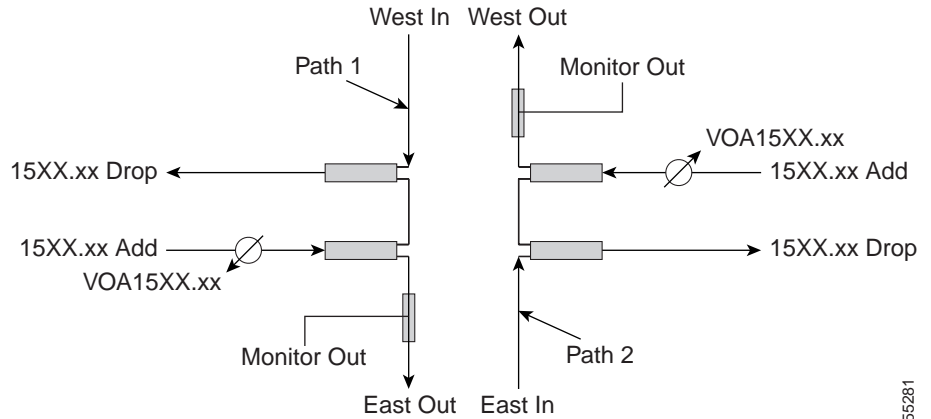 West In
West Out
Path 1
Monitor Out
VOA15XX.xx
15XX.xx Drop
15XX.xx Add
15XX.xx Add
15XX.xx Drop
VOA15XX.xx
Monitor Out
Path 2
East Out
East In
55281